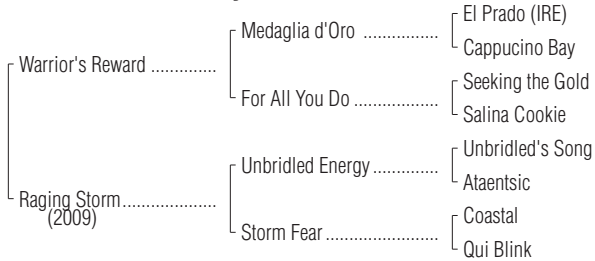 El Prado (IRE)
Medaglia d'Oro ................
Cappucino Bay
Warrior's Reward ..............
Seeking the Gold
For All You Do ..................
Salina Cookie
Unbridled's Song
Unbridled Energy ..............
Ataentsic
Raging Storm....................
(2009)
Coastal
Storm Fear........................
Qui Blink